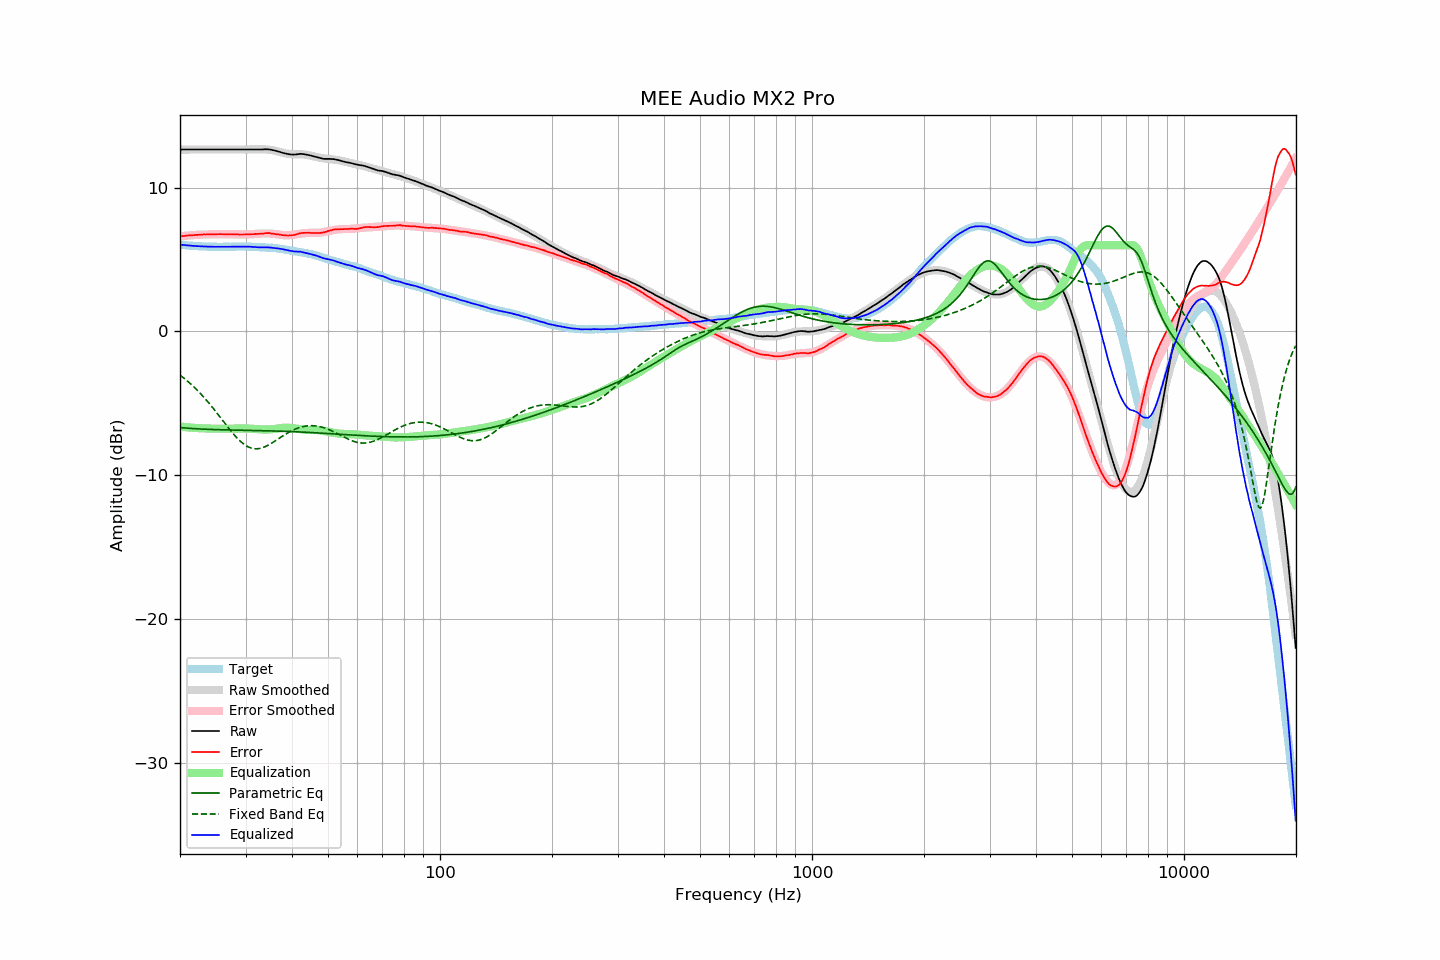 MEE Audio MX2 Pro
Amplitude (dBr)
10
0
−10
−20
−30
Target
Raw Smoothed
Error Smoothed
Raw
Error
Equalization
Parametric Eq
Fixed Band Eq
Equalized
100 1000 10000
Frequency (Hz)